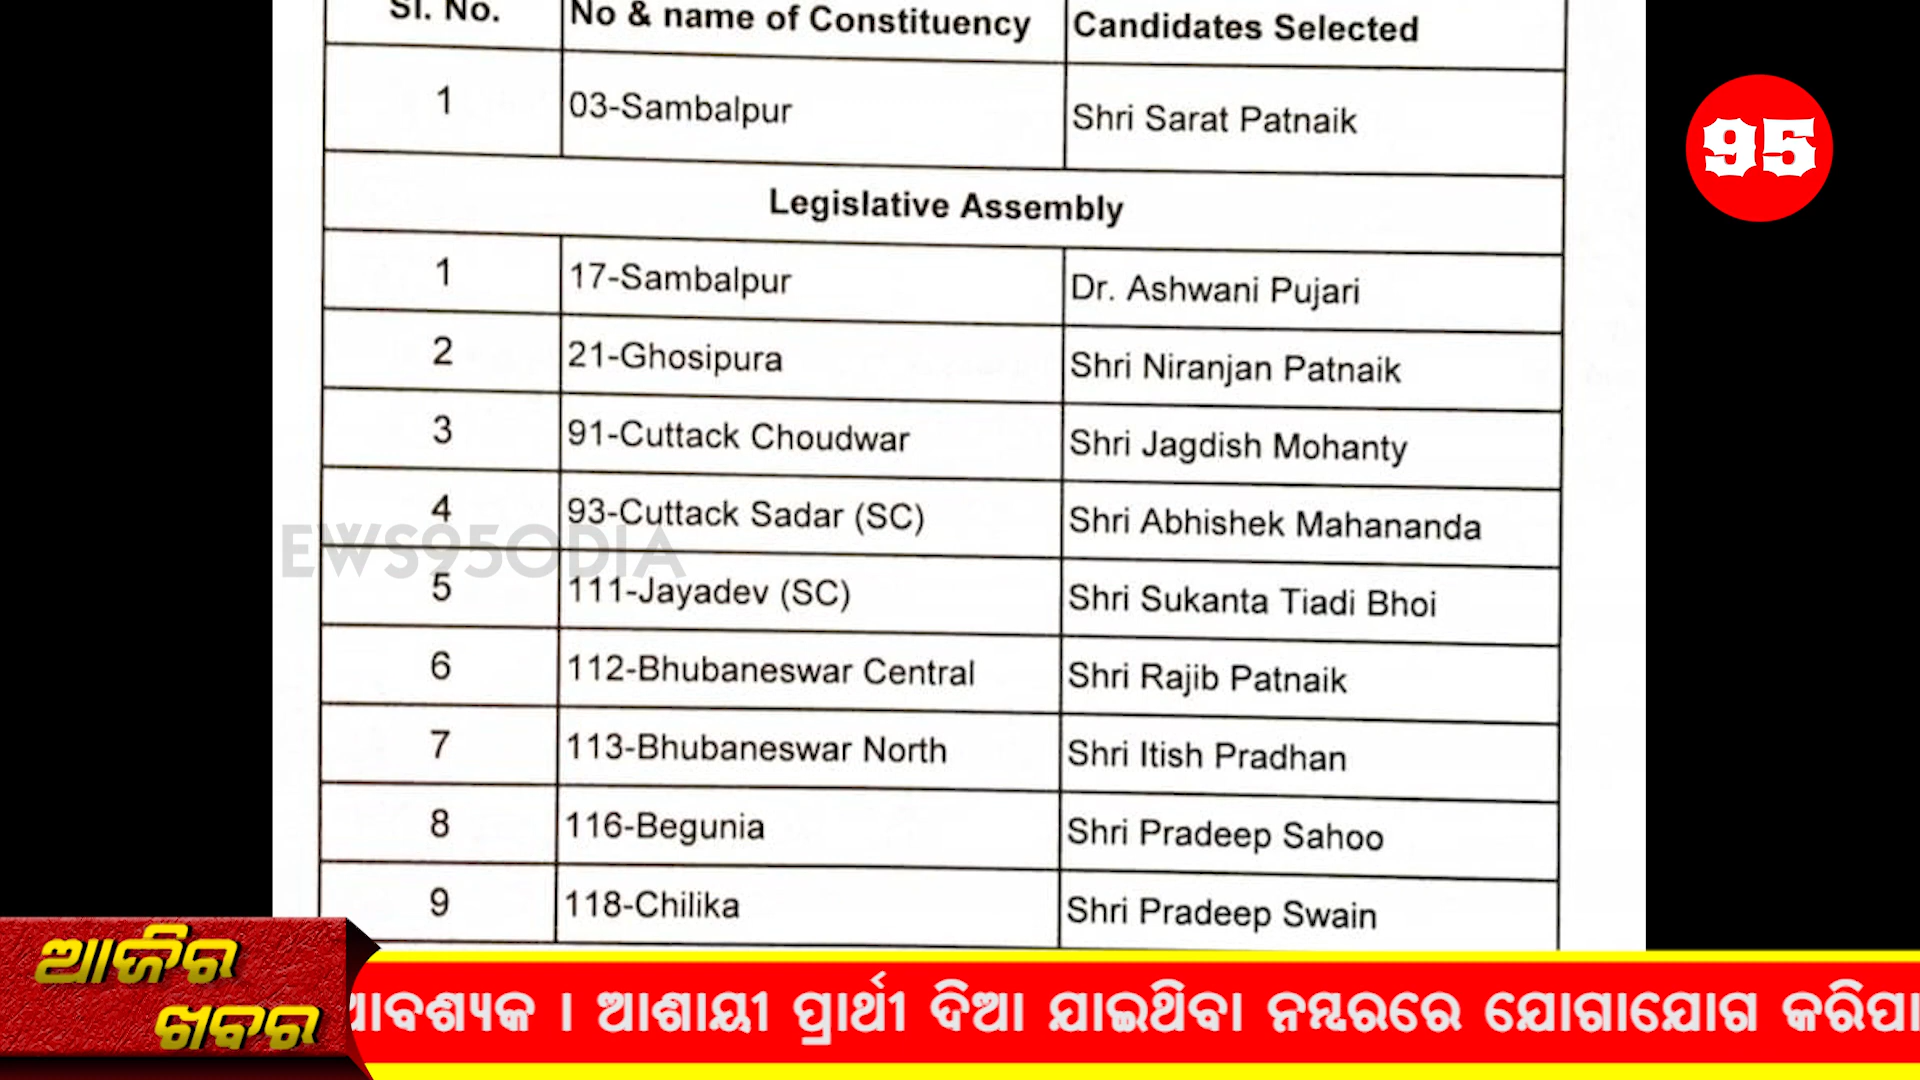 Sl. No. No & name of Constituency Candidates Selected
1 03-Sambalpur Shri Sarat Patnaik
Legislative Assembly
1 17-Sambalpur Dr. Ashwani Pujari
2 21-Ghosipura Shri Niranjan Patnaik
3 91-Cuttack Choudwar Shri Jagdish Mohanty
4 93-Cuttack Sadar (SC) Shri Abhishek Mahananda
5 111-Jayadev (SC) Shri Sukanta Tiadi Bhoi
6 112-Bhubaneswar Central Shri Rajib Patnaik
7 113-Bhubaneswar North Shri Itish Pradhan
8 116-Begunia Shri Pradeep Sahoo
9 118-Chilika Shri Pradeep Swain
95
EWS95ODIA
ଆଜିର
ଖବର
ଆବଶ୍ୟକ । ଆଶାୟୀ ପ୍ରାର୍ଥୀ ଦିଆ ଯାଇଥିବା ନମ୍ବରରେ ଯୋଗାଯୋଗ କରିପା